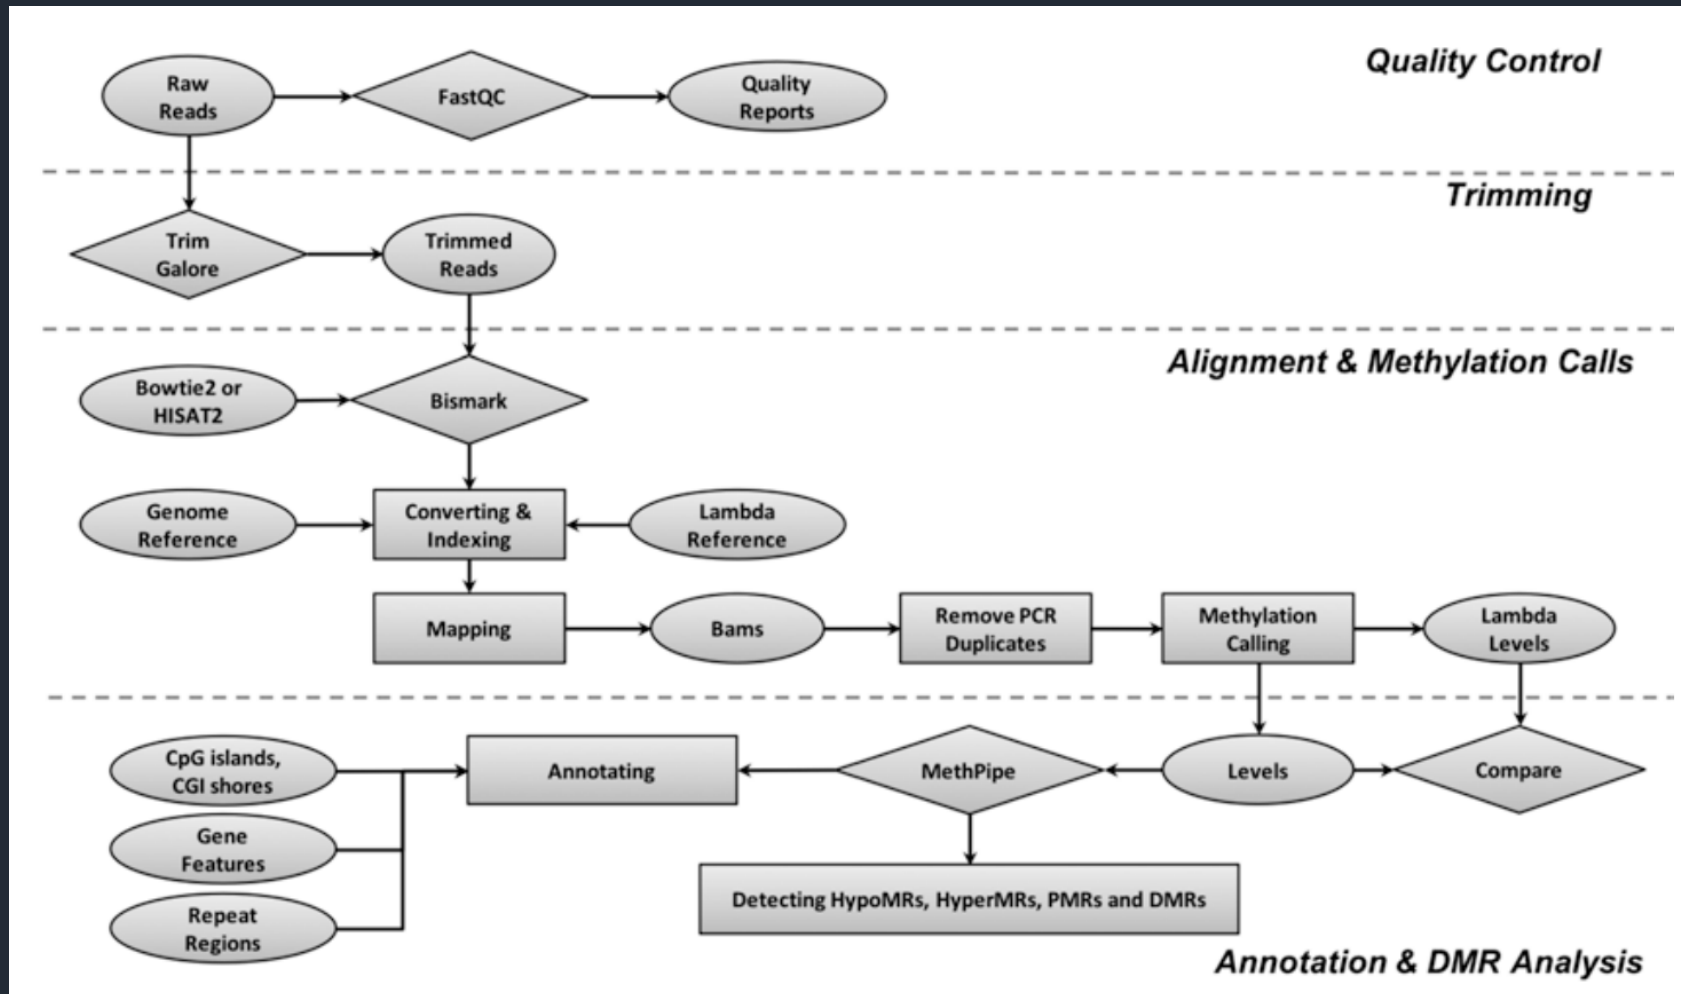 Quality Control
Raw
Reads
FastQC
Quality
Reports
Trimming
Trim
Galore
Trimmed
Reads
Alignment & Methylation Calls
Bowtie2 or
HISAT2
Bismark
Genome
Reference
Converting &
Indexing
Lambda
Reference
Mapping
Bams
Remove PCR
Duplicates
Methylation
Calling
Lambda
Levels
CpG islands,
CGI shores
Annotating
MethPipe
Levels
Compare
Gene
Features
Repeat
Regions
Detecting HypoMRs, HyperMRs, PMRs and DMRs
Annotation & DMR Analysis